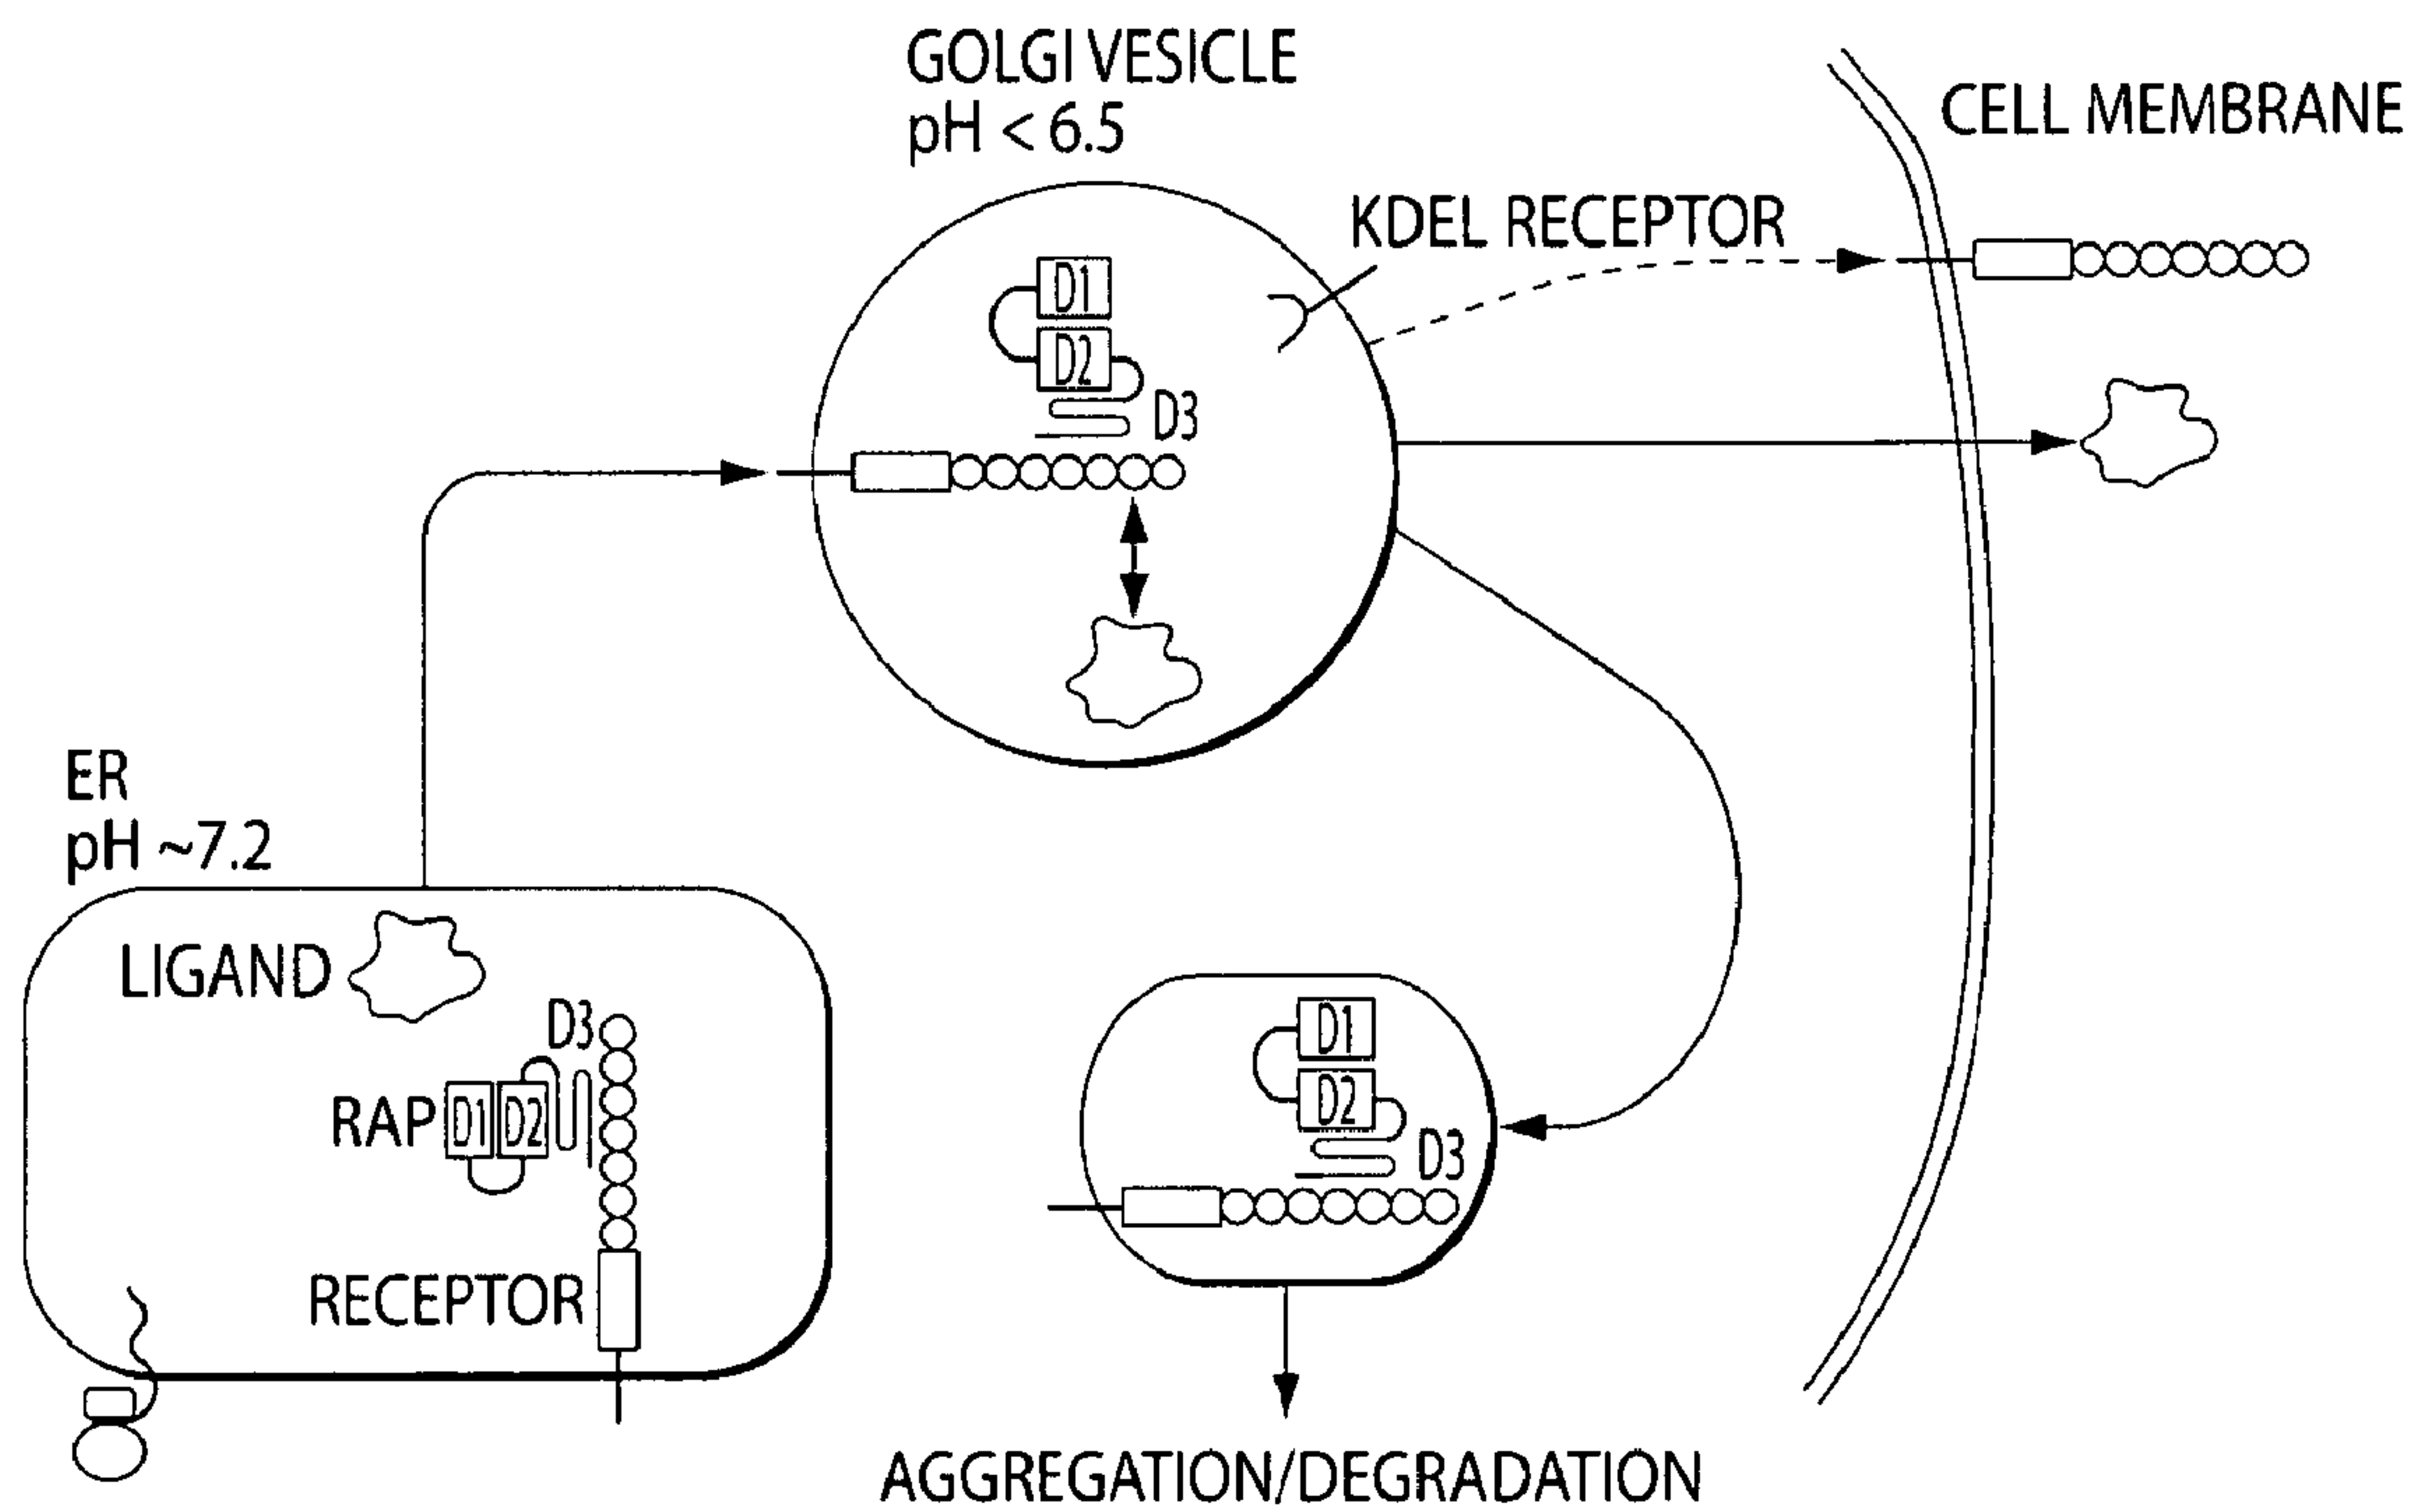 GOLGI VESICLE
pH < 6.5
CELL MEMBRANE
KDEL RECEPTOR
D1
D2
D3
ER
pH ~7.2
LIGAND
D3
RAP
D1
D2
RECEPTOR
D1
D2
D3
AGGREGATION/DEGRADATION